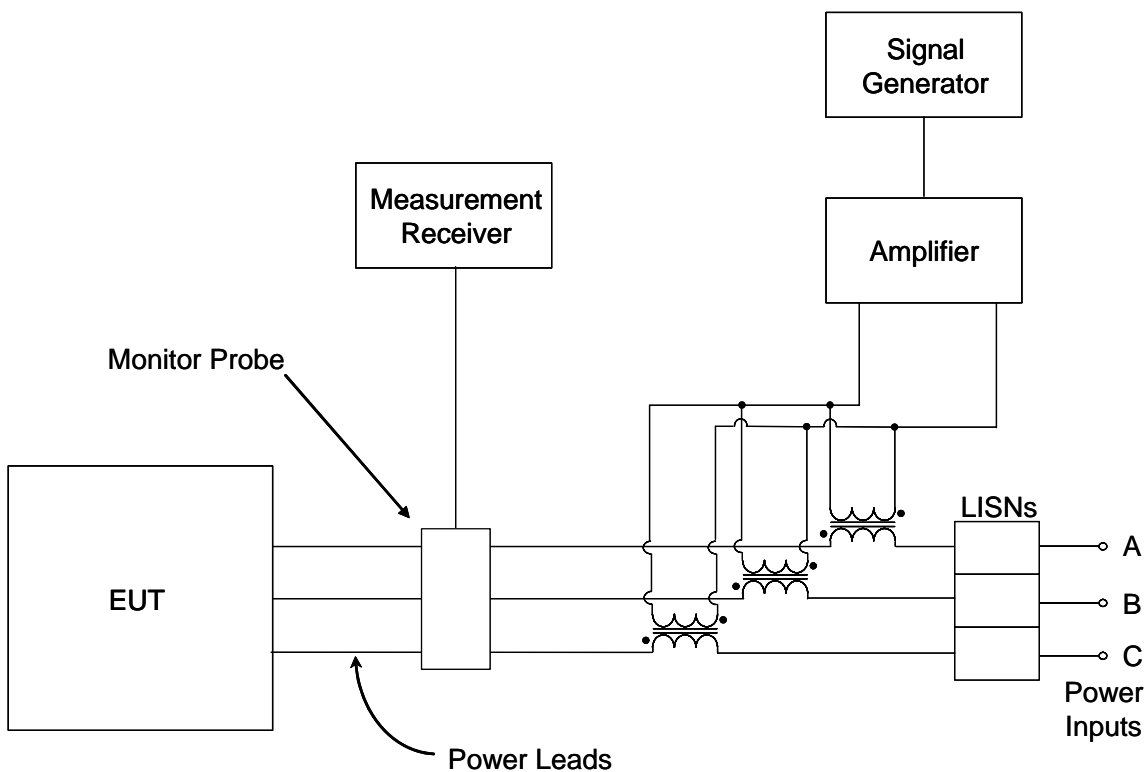 Signal
Generator
Measurement
Receiver
Amplifier
Monitor Probe
LISNs
A
EUT
B
C
Power
Inputs
Power Leads